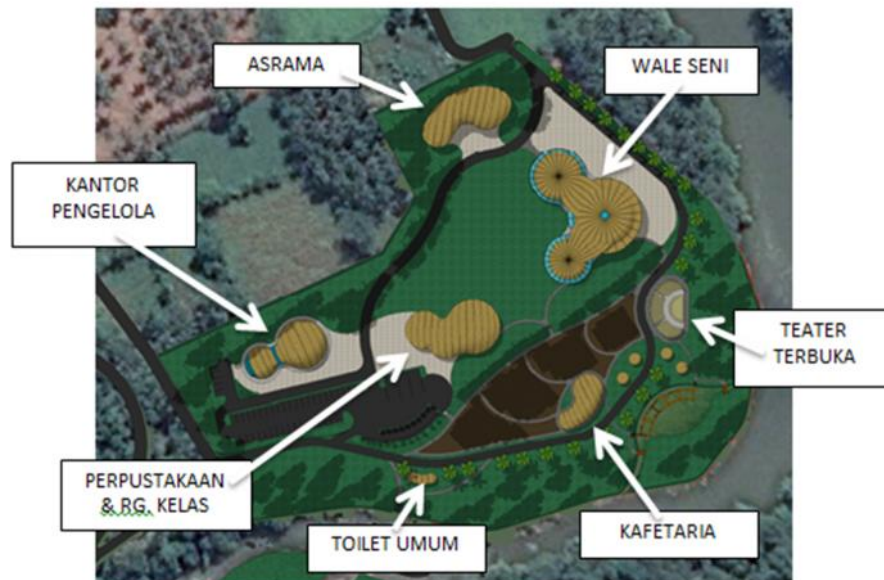 ASRAMA
WALE SENI
KANTOR
PENGELOLA
TEATER
TERBUKA
PERPUSTAKAAN
& RG. KELAS
TOILET UMUM
KAFETARIA